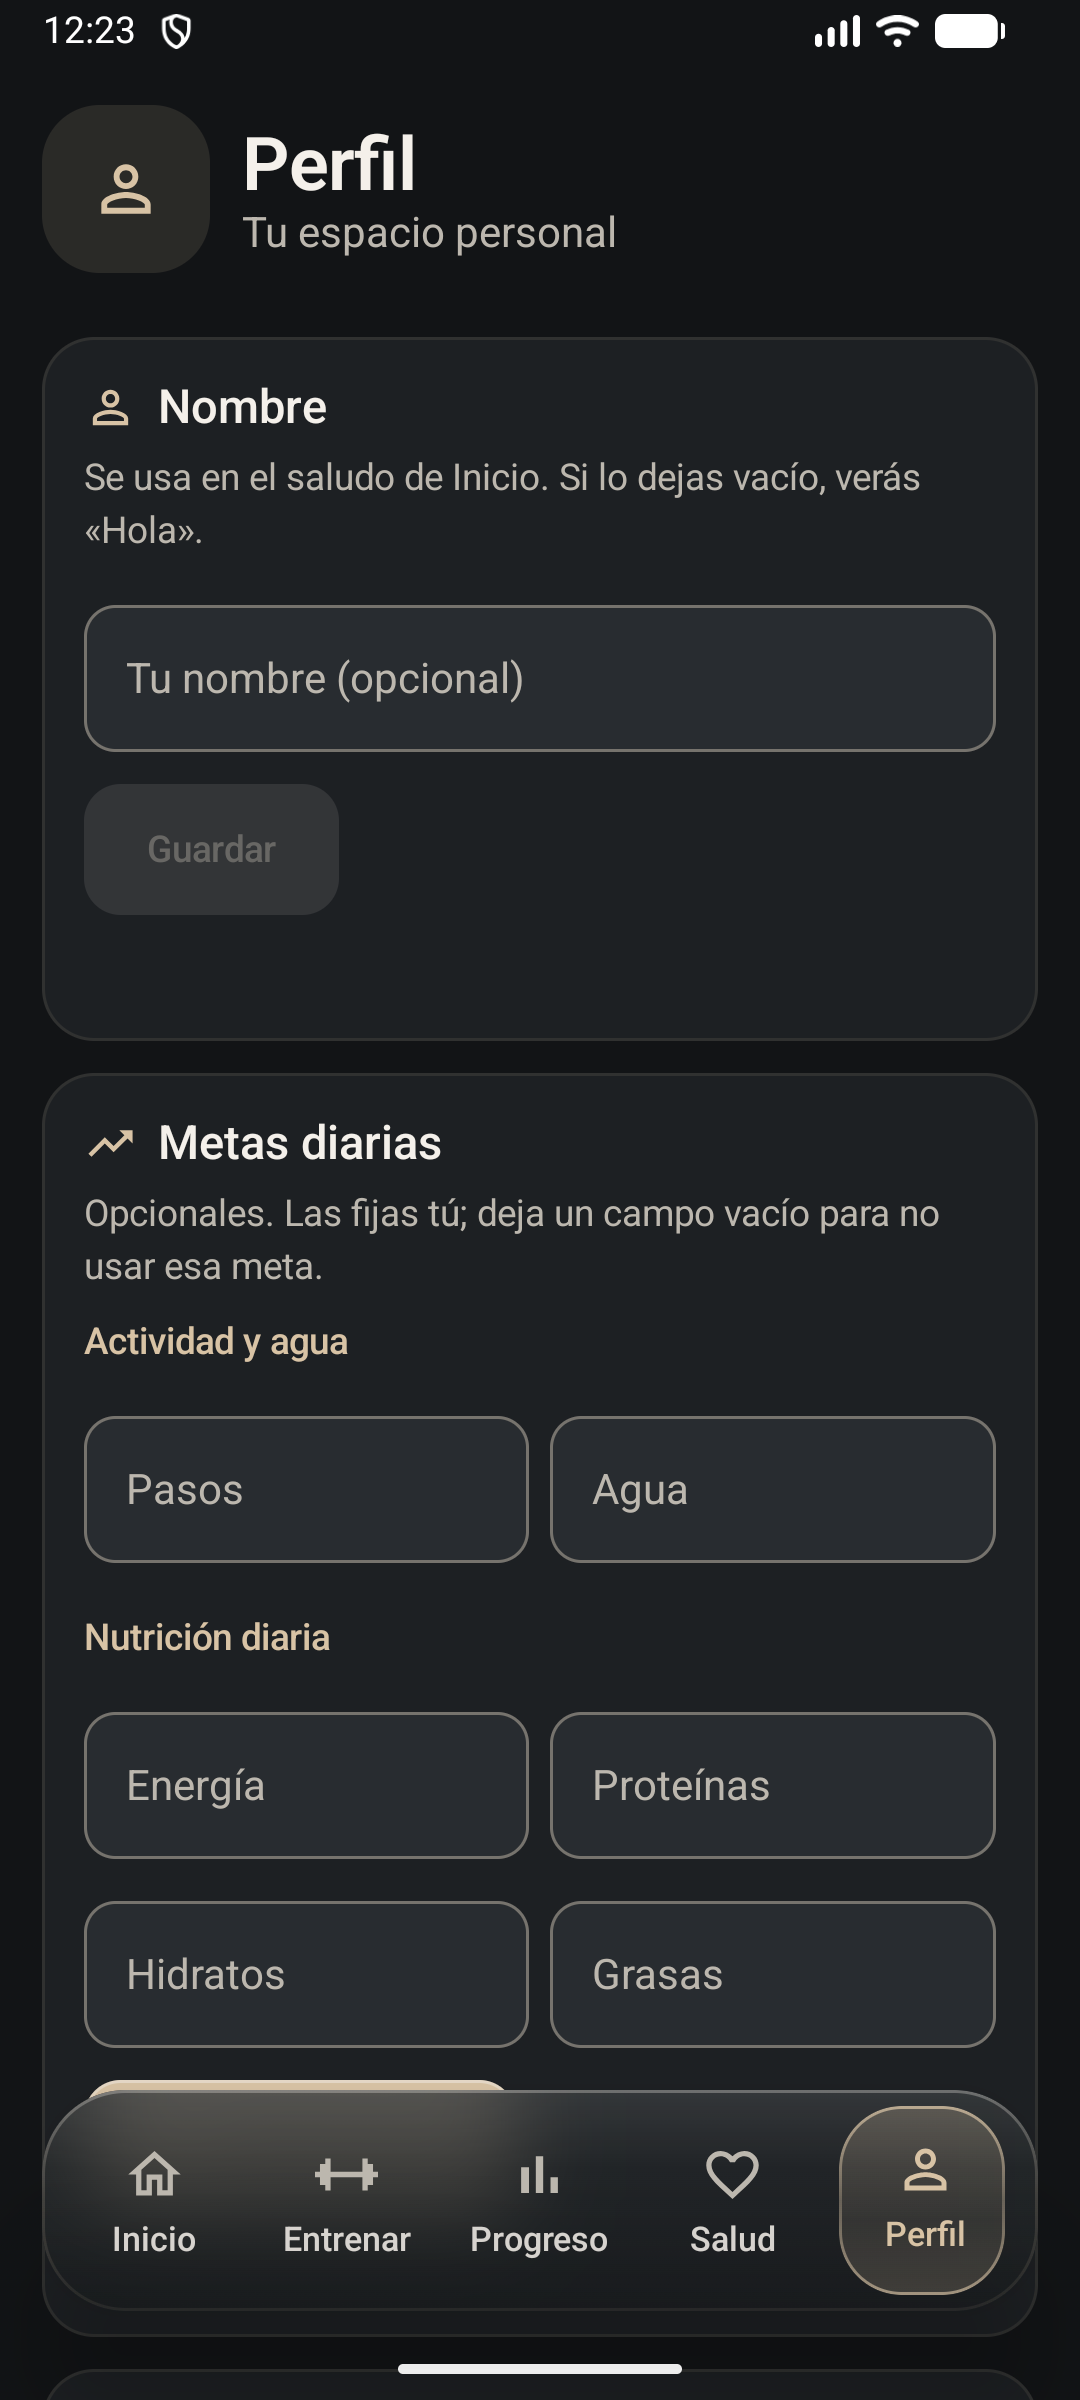 12:23
Perfil
Tu espacio personal
Nombre
Se usa en el saludo de Inicio. Si lo dejas vacío, verás
«Hola».
Tu nombre (opcional)
Guardar
Metas diarias
Opcionales. Las fijas tú; deja un campo vacío para no
usar esa meta.
Actividad y agua
Pasos Agua
Nutrición diaria
Energía Proteínas
Hidratos Grasas
Inicio Entrenar Progreso Salud Perfil